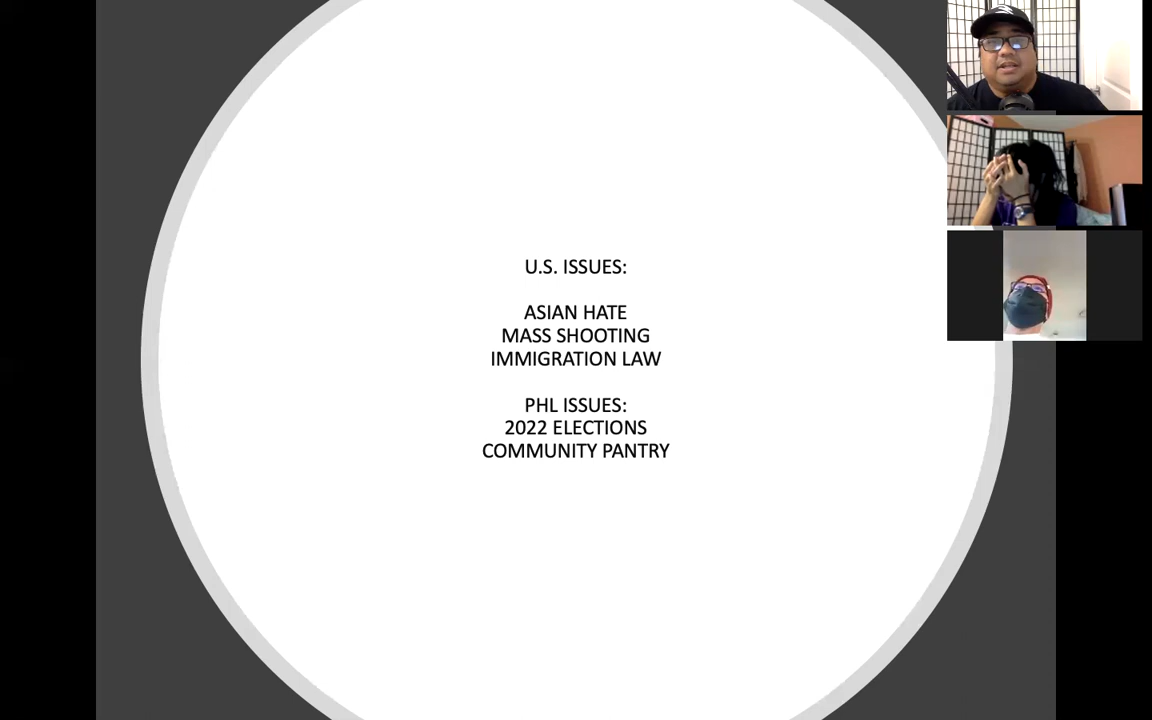 U.S. ISSUES:
ASIAN HATE
MASS SHOOTING
IMMIGRATION LAW
PHL ISSUES:
2022 ELECTIONS
COMMUNITY PANTRY